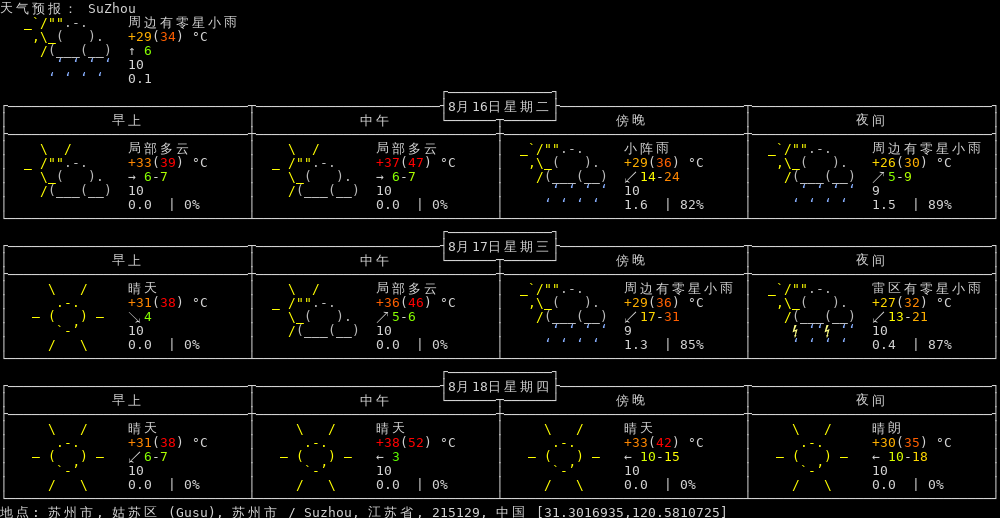 天气预报: SuZhou
周边有零星小雨
+29(34) °C
↑ 6
10
0.1
8月16日星期二
早上 中午 傍晚 夜间
局部多云 局部多云 小阵雨 周边有零星小雨
+33(39) °C +37(47) °C +29(36) °C +26(30) °C
→ 6-7 → 6-7 ↙ 14-24 ↗ 5-9
10 10 10 9
0.0 | 0% 0.0 | 0% 1.6 | 82% 1.5 | 89%
8月17日星期三
早上 中午 傍晚 夜间
晴天 局部多云 周边有零星小雨 雷区有零星小雨
+31(38) °C +36(46) °C +29(36) °C +27(32) °C
↘ 4 ↗ 5-6 ↙ 17-31 ↙ 13-21
10 10 9 10
0.0 | 0% 0.0 | 0% 1.3 | 85% 0.4 | 87%
8月18日星期四
早上 中午 傍晚 夜间
晴天 晴天 晴天 晴朗
+31(38) °C +38(52) °C +33(42) °C +30(35) °C
↙ 6-7 ← 3 ← 10-15 ← 10-18
10 10 10 10
0.0 | 0% 0.0 | 0% 0.0 | 0% 0.0 | 0%
地点: 苏州市, 姑苏区 (Gusu), 苏州市 / Suzhou, 江苏省, 215129, 中国 [31.3016935,120.5810725]